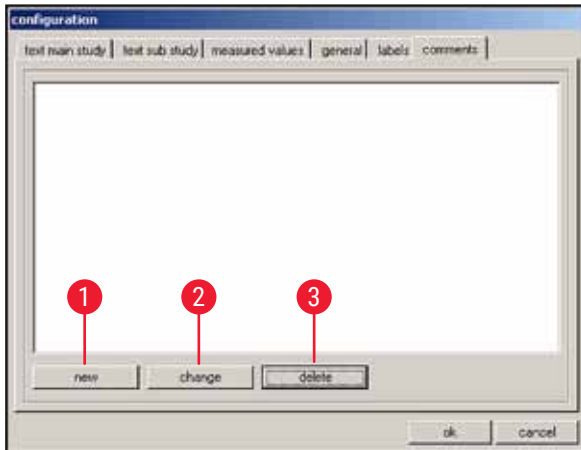 configuration
text main study text sub study measured values general labels comments
1 2 3
new change delete
ok cancel